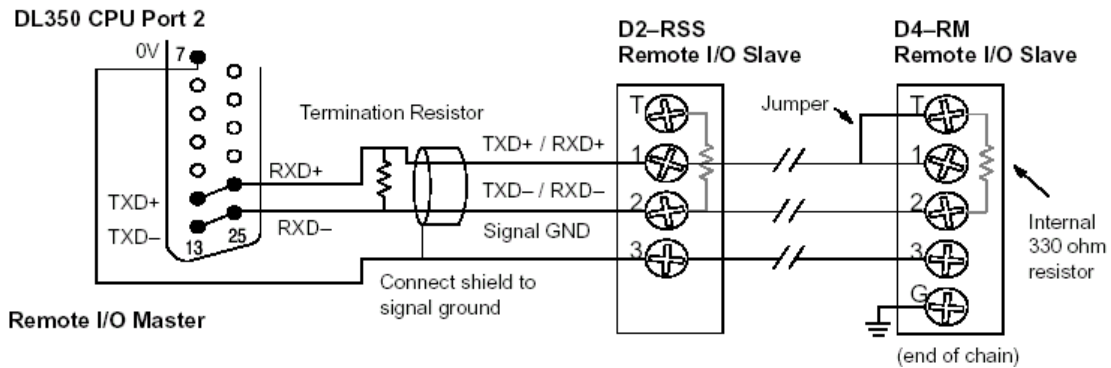 DL350 CPU Port 2
0V
7
D2–RSS
Remote I/O Slave
D4–RM
Remote I/O Slave
Termination Resistor
Jumper
T
T
TXD+ / RXD+
1
1
RXD+
TXD– / RXD–
TXD+
2
2
TXD–
13
25
RXD–
Signal GND
Internal
330 ohm
resistor
3
3
Connect shield to
signal ground
G
Remote I/O Master
(end of chain)